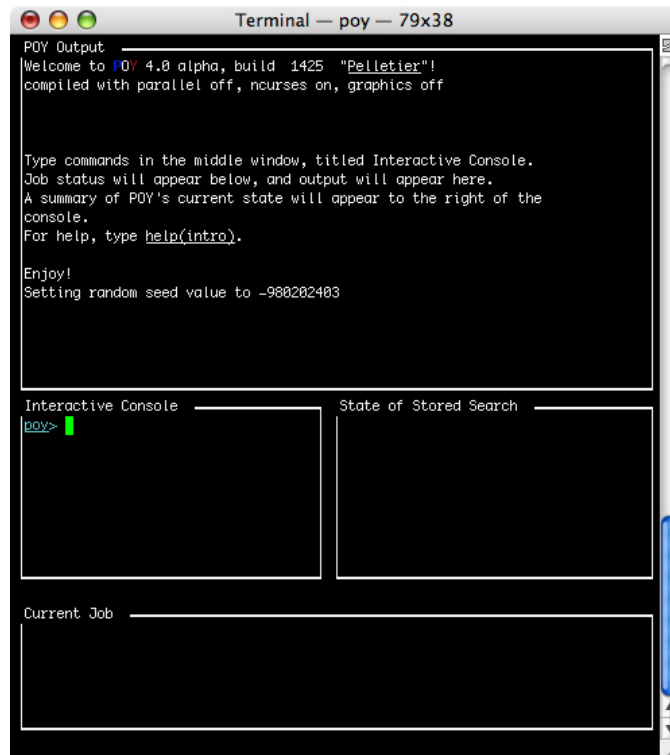 Terminal — poy — 79x38
POY Output
Welcome to POY 4.0 alpha, build  1425  "Pelletier"!
compiled with parallel off, ncurses on, graphics off
Type commands in the middle window, titled Interactive Console.
Job status will appear below, and output will appear here.
A summary of POY's current state will appear to the right of the
console.
For help, type help(intro).
Enjoy!
Setting random seed value to -980202403
Interactive Console
poy>
State of Stored Search
Current Job